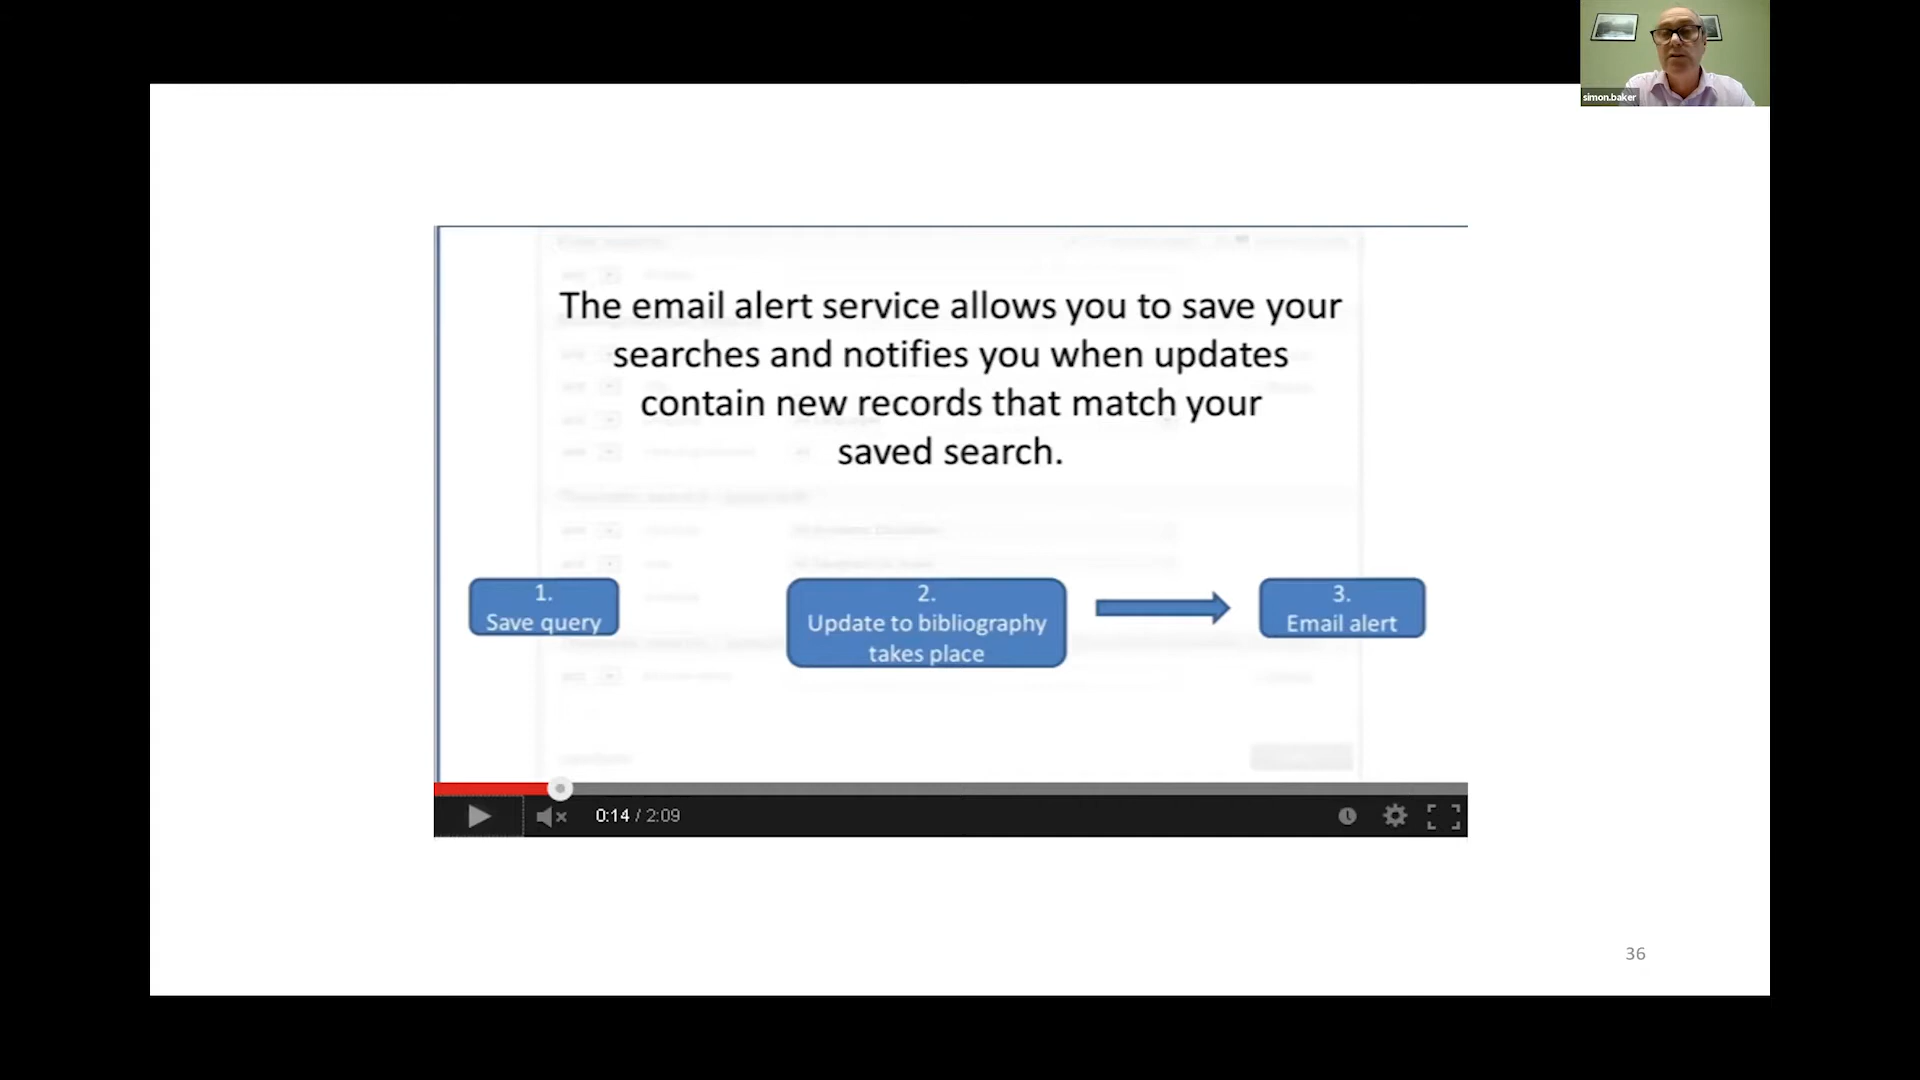 simon.baker
The email alert service allows you to save your
searches and notifies you when updates
contain new records that match your
saved search.
1.
Save query
2.
Update to bibliography
takes place
3.
Email alert
0:14 / 2:09
36